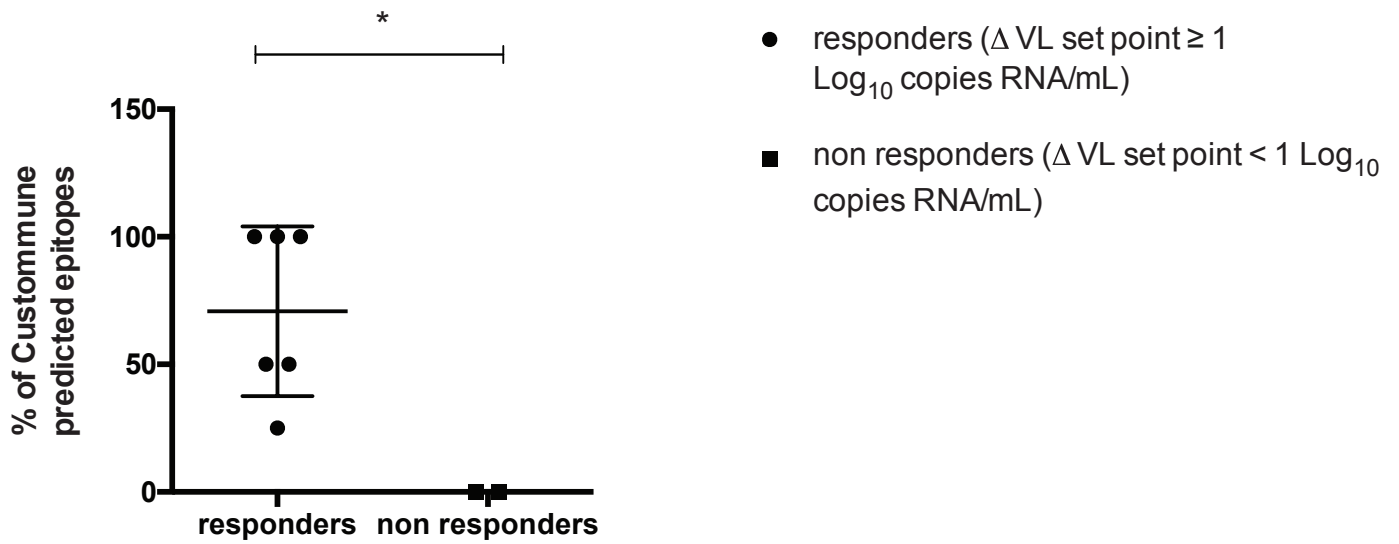 *
responders (Δ VL set point ≥ 1
Log₁₀ copies RNA/mL)
non responders (Δ VL set point < 1 Log₁₀
copies RNA/mL)
% of Custommune
predicted epitopes
150
100
50
0
responders non responders